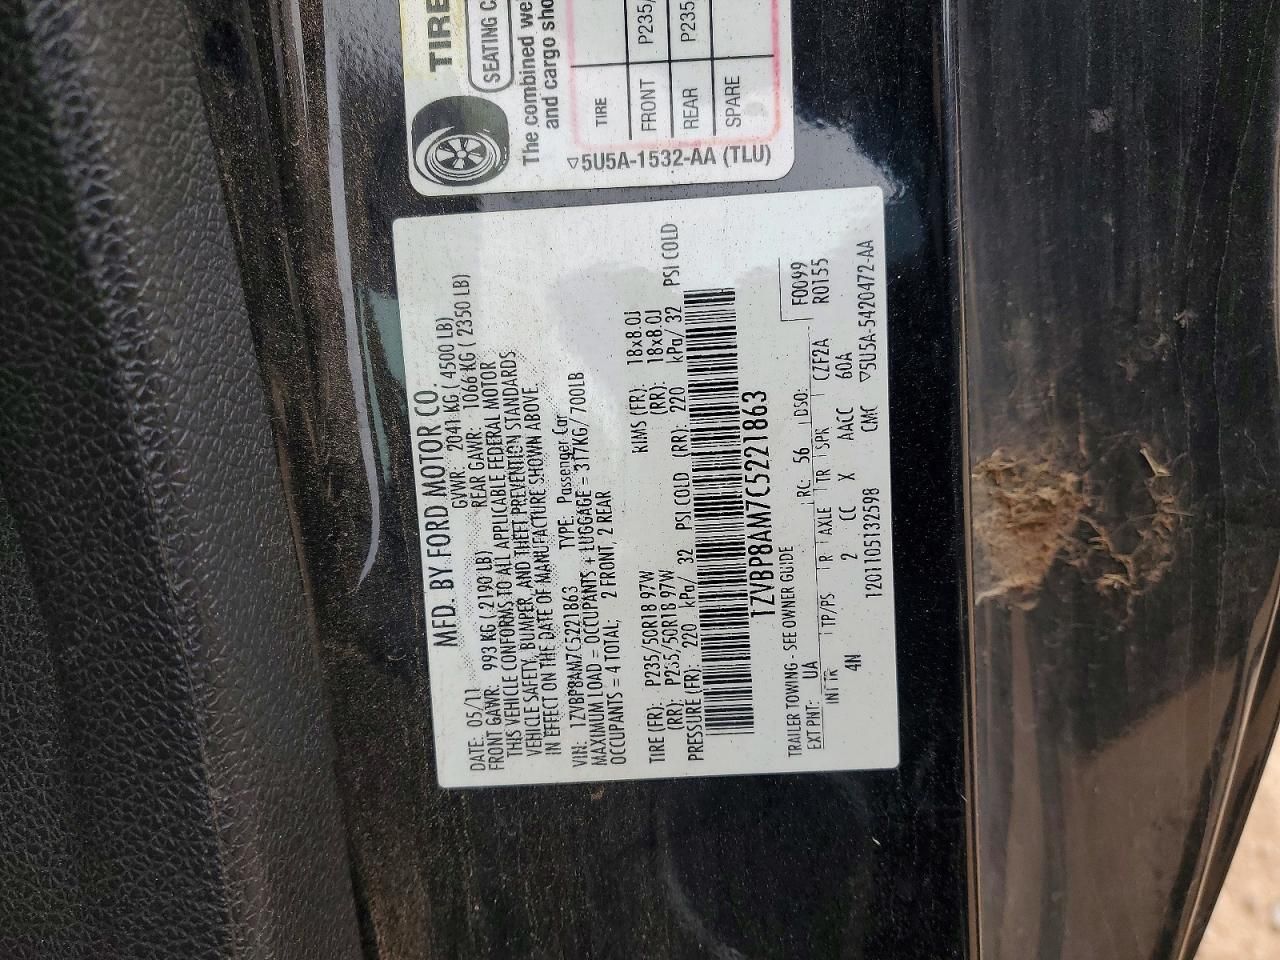 TIRE
SEATING C
The combined we
and cargo sho
TIRE
FRONT P235/
REAR P235
SPARE
▽5U5A-1532-AA (TLU)
MFD. BY FORD MOTOR CO.
DATE: 05/11 GVWR: 2041 KG ( 4500 LB)
FRONT GAWR: 993 KG ( 2190 LB) REAR GAWR: 1066 KG ( 2350 LB)
THIS VEHICLE CONFORMS TO ALL APPLICABLE FEDERAL MOTOR
VEHICLE SAFETY, BUMPER, AND THEFT PREVENTION STANDARDS
IN EFFECT ON THE DATE OF MANUFACTURE SHOWN ABOVE.
VIN: 1ZVBP8AM7C5221863 TYPE: Passenger Car
MAXIMUM LOAD = OCCUPANTS + LUGGAGE = 317KG/700LB
OCCUPANTS = 4 TOTAL; 2 FRONT, 2 REAR
TIRE (FR): P235/50R18 97W RIMS (FR): 18x8.0J
(RR): P235/50R18 97W (RR): 18x8.0J
PRESSURE (FR): 220 kPa/ 32 PSI COLD (RR): 220 kPa/ 32 PSI COLD
1ZVBP8AM7C5221863
TRAILER TOWING - SEE OWNER GUIDE F0099
R0155
EXT PNT: UA RC: 56 DSO:
INT TR TP/PS R AXLE TR SPR CZF2A
4N 2 CC X AACC 60A
1201105132598 CMC ▽5U5A-5420472-AA